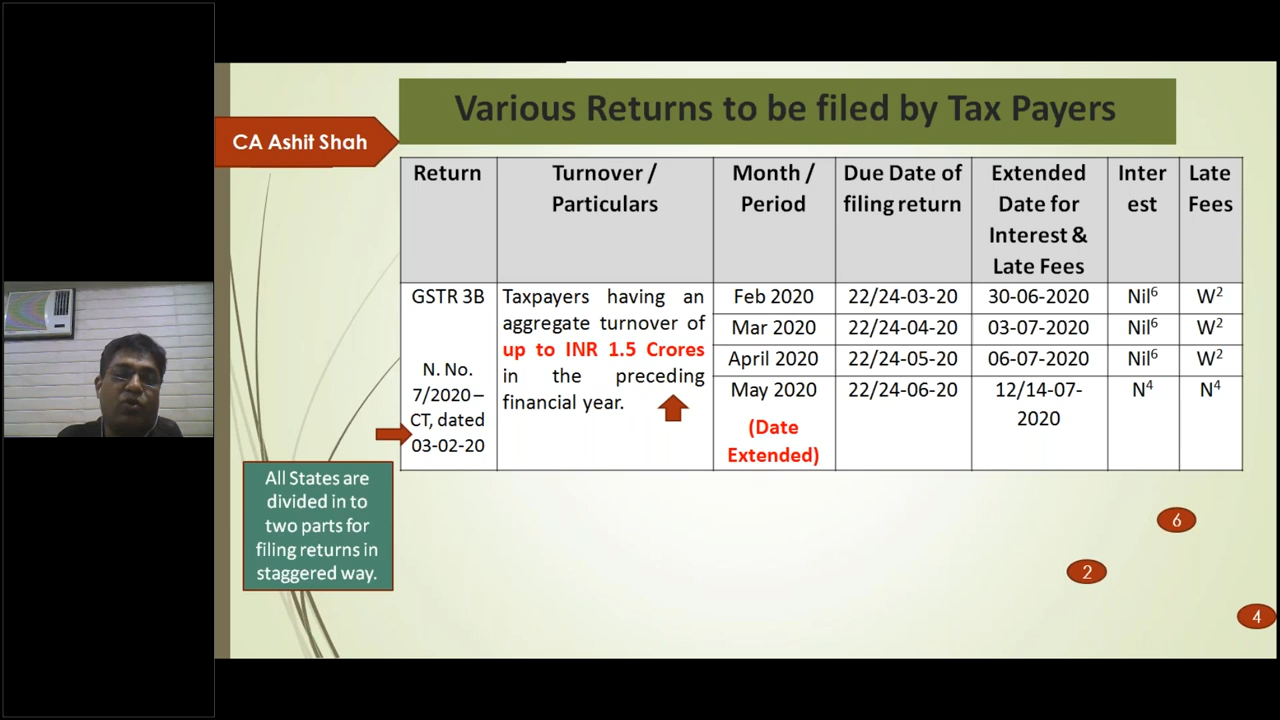 Various Returns to be filed by Tax Payers
CA Ashit Shah
Return
Turnover /
Particulars
Month /
Period
Due Date of
filing return
Extended
Date for
Interest &
Late Fees
Inter
est
Late
Fees
GSTR 3B
N. No.
7/2020 –
CT, dated
03-02-20
Taxpayers having an
aggregate turnover of
up to INR 1.5 Crores
in the preceding
financial year.
Feb 2020
22/24-03-20
30-06-2020
Nil⁶
W²
Mar 2020
22/24-04-20
03-07-2020
Nil⁶
W²
April 2020
22/24-05-20
06-07-2020
Nil⁶
W²
May 2020
(Date
Extended)
22/24-06-20
12/14-07-
2020
N⁴
N⁴
All States are
divided in to
two parts for
filing returns in
staggered way.
6
2
4